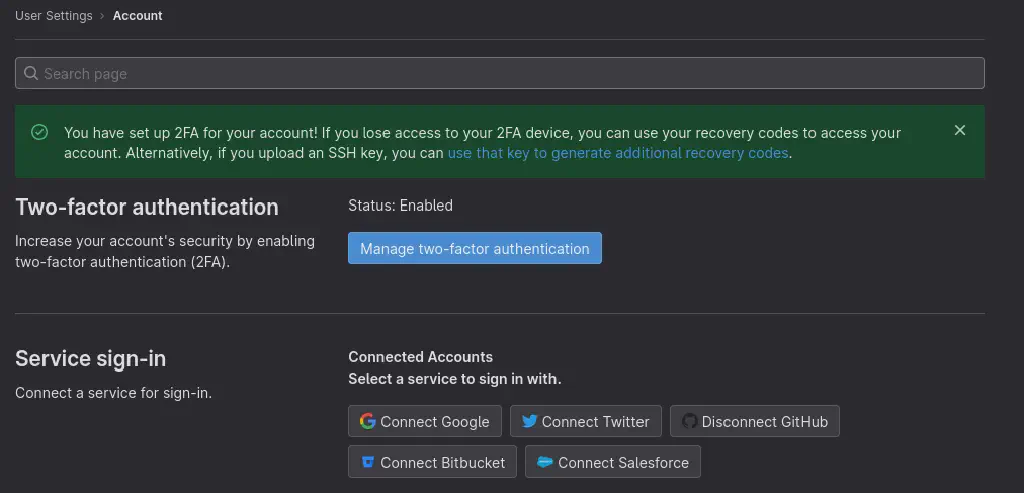 User Settings › Account
Search page
You have set up 2FA for your account! If you lose access to your 2FA device, you can use your recovery codes to access your
account. Alternatively, if you upload an SSH key, you can use that key to generate additional recovery codes.
Two-factor authentication
Increase your account's security by enabling
two-factor authentication (2FA).
Status: Enabled
Manage two-factor authentication
Service sign-in
Connect a service for sign-in.
Connected Accounts
Select a service to sign in with.
Connect Google
Connect Twitter
Disconnect GitHub
Connect Bitbucket
Connect Salesforce